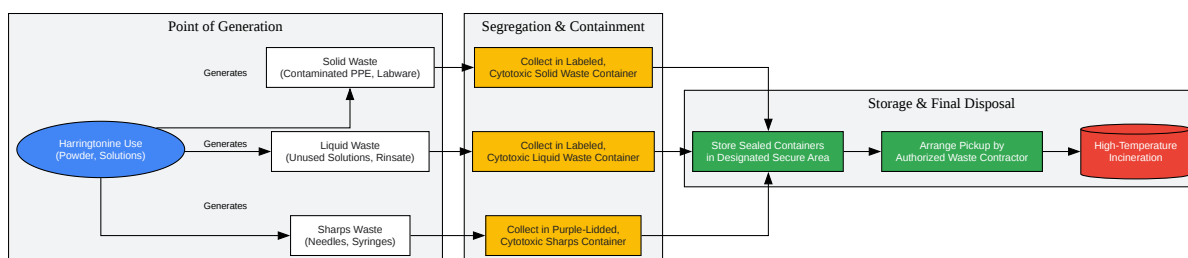 Point of Generation
Segregation & Containment
Storage & Final Disposal
Harringtonine Use
(Powder, Solutions)
Generates
Solid Waste
(Contaminated PPE, Labware)
Collect in Labeled,
Cytotoxic Solid Waste Container
Generates
Liquid Waste
(Unused Solutions, Rinsate)
Collect in Labeled,
Cytotoxic Liquid Waste Container
Generates
Sharps Waste
(Needles, Syringes)
Collect in Purple-Lidded,
Cytotoxic Sharps Container
Store Sealed Containers
in Designated Secure Area
Arrange Pickup by
Authorized Waste Contractor
High-Temperature
Incineration